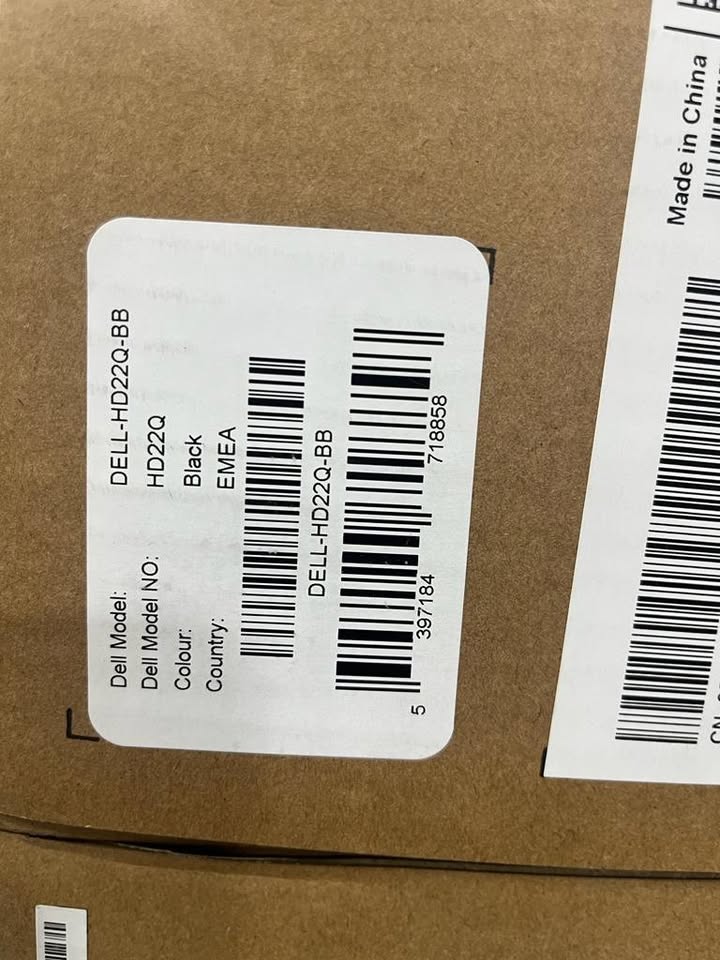 Dell Model: DELL-HD22Q-BB
Dell Model NO: HD22Q
Colour: Black
Country: EMEA
DELL-HD22Q-BB
5 397184 718858
Made in China